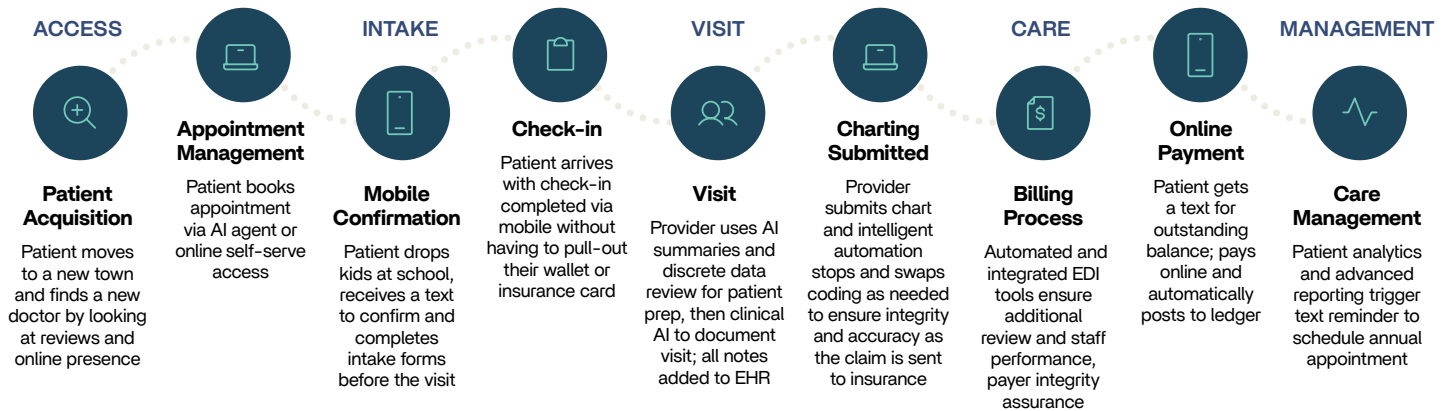 ACCESS
INTAKE
VISIT
CARE
MANAGEMENT
Patient
Acquisition
Patient moves
to a new town
and finds a new
doctor by looking
at reviews and
online presence
Appointment
Management
Patient books
appointment
via AI agent or
online self-serve
access
Mobile
Confirmation
Patient drops
kids at school,
receives a text
to confirm and
completes
intake forms
before the visit
Check-in
Patient arrives
with check-in
completed via
mobile without
having to pull-out
their wallet or
insurance card
Visit
Provider uses AI
summaries and
discrete data
review for patient
prep, then clinical
AI to document
visit; all notes
added to EHR
Charting
Submitted
Provider
submits chart
and intelligent
automation
stops and swaps
coding as needed
to ensure integrity
and accuracy as
the claim is sent
to insurance
$
Billing
Process
Automated and
integrated EDI
tools ensure
additional
review and staff
performance,
payer integrity
assurance
Online
Payment
Patient gets
a text for
outstanding
balance; pays
online and
automatically
posts to ledger
Care
Management
Patient analytics
and advanced
reporting trigger
text reminder to
schedule annual
appointment